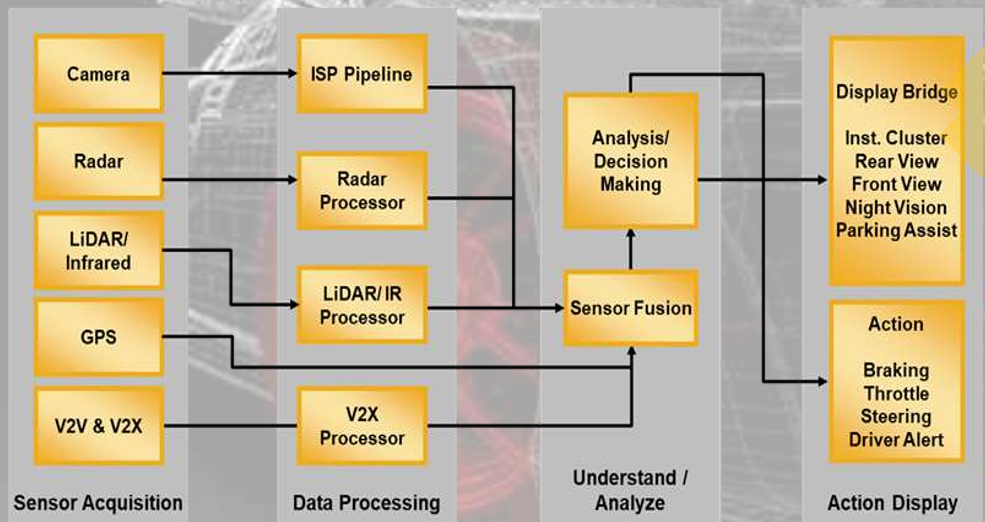 Camera
Radar
LiDAR/
Infrared
GPS
V2V & V2X
Sensor Acquisition
ISP Pipeline
Radar
Processor
LiDAR/ IR
Processor
V2X
Processor
Data Processing
Analysis/
Decision
Making
Sensor Fusion
Understand /
Analyze
Display Bridge
Inst. Cluster
Rear View
Front View
Night Vision
Parking Assist
Action
Braking
Throttle
Steering
Driver Alert
Action Display